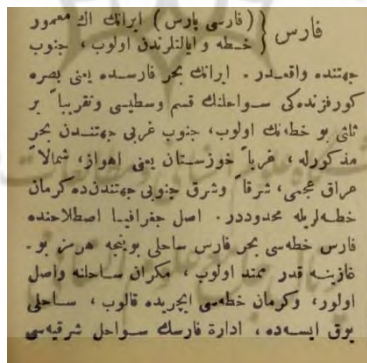 فارس { (فارسی پارس) ایرانك اك معمور
خطه و ایالتلرندن اولوب، جنوب
جهتنده واقعدر. ایرانك بحر فارسده یعنی بصره
كورفزنده‌كی سواحلنك قسم وسطیسی و تقریباً بر
ثلثی بو خطه‌نك اولوب، جنوب غربی جهتندن بحر
مذكورله، غرباً خوزستان یعنی اهواز، شمالاً
عراق عجمی، شرقاً و شرق جنوبی جهتندن ده كرمان
خطه‌لریله محدوددر. اصل جغرافیا اصطلاحنده
فارس خطه‌سی بحر فارس ساحلی بوینجه هرمز بو-
غازینه قدر ممتد اولوب، مكران ساحلنه واصل
اولور، و كرمان خطه‌سی ایچریده قالوب، ساحلی
یوق ایسه‌ده، اداره فارسك سواحل شرقیه‌سی